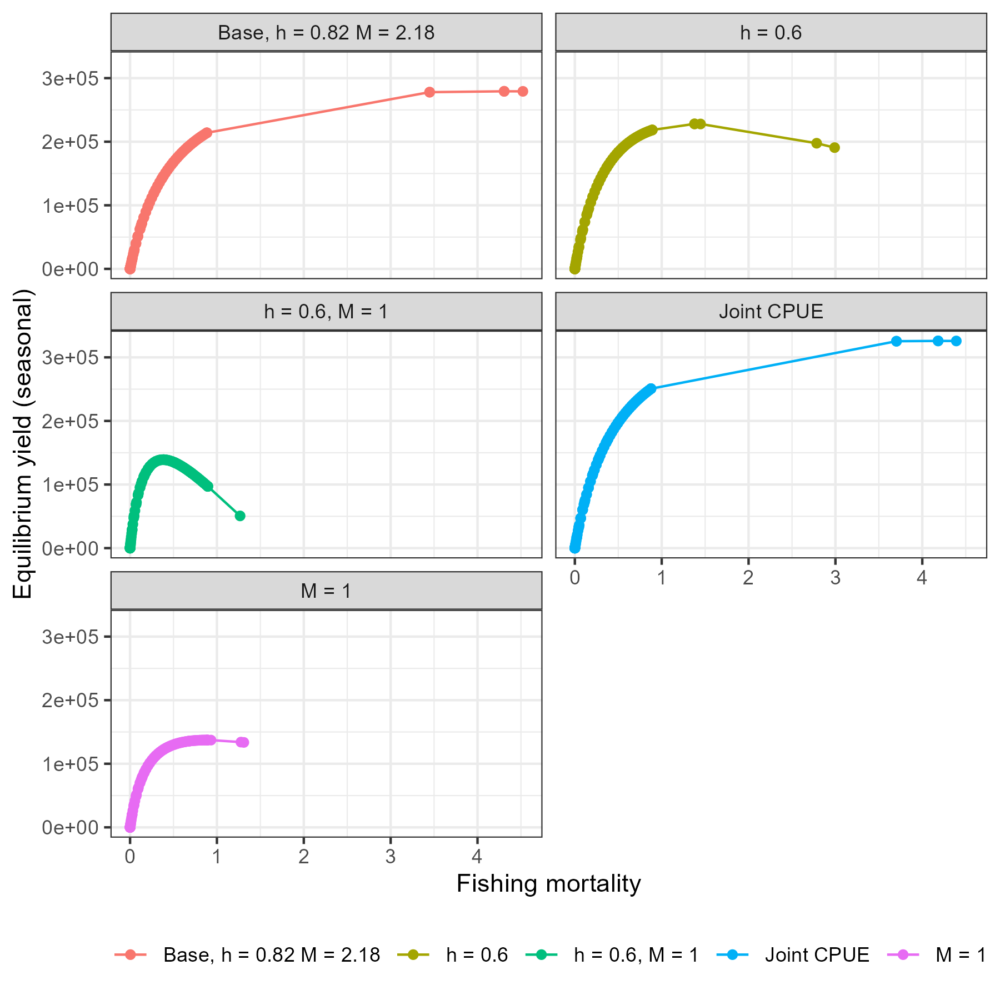 Base, h = 0.82 M = 2.18
h = 0.6
3e+05
2e+05
1e+05
0e+00
h = 0.6, M = 1
Joint CPUE
3e+05
2e+05
1e+05
0e+00
0 1 2 3 4
M = 1
3e+05
2e+05
1e+05
0e+00
0 1 2 3 4
Equilibrium yield (seasonal)
Fishing mortality
Base, h = 0.82 M = 2.18 h = 0.6 h = 0.6, M = 1 Joint CPUE M = 1